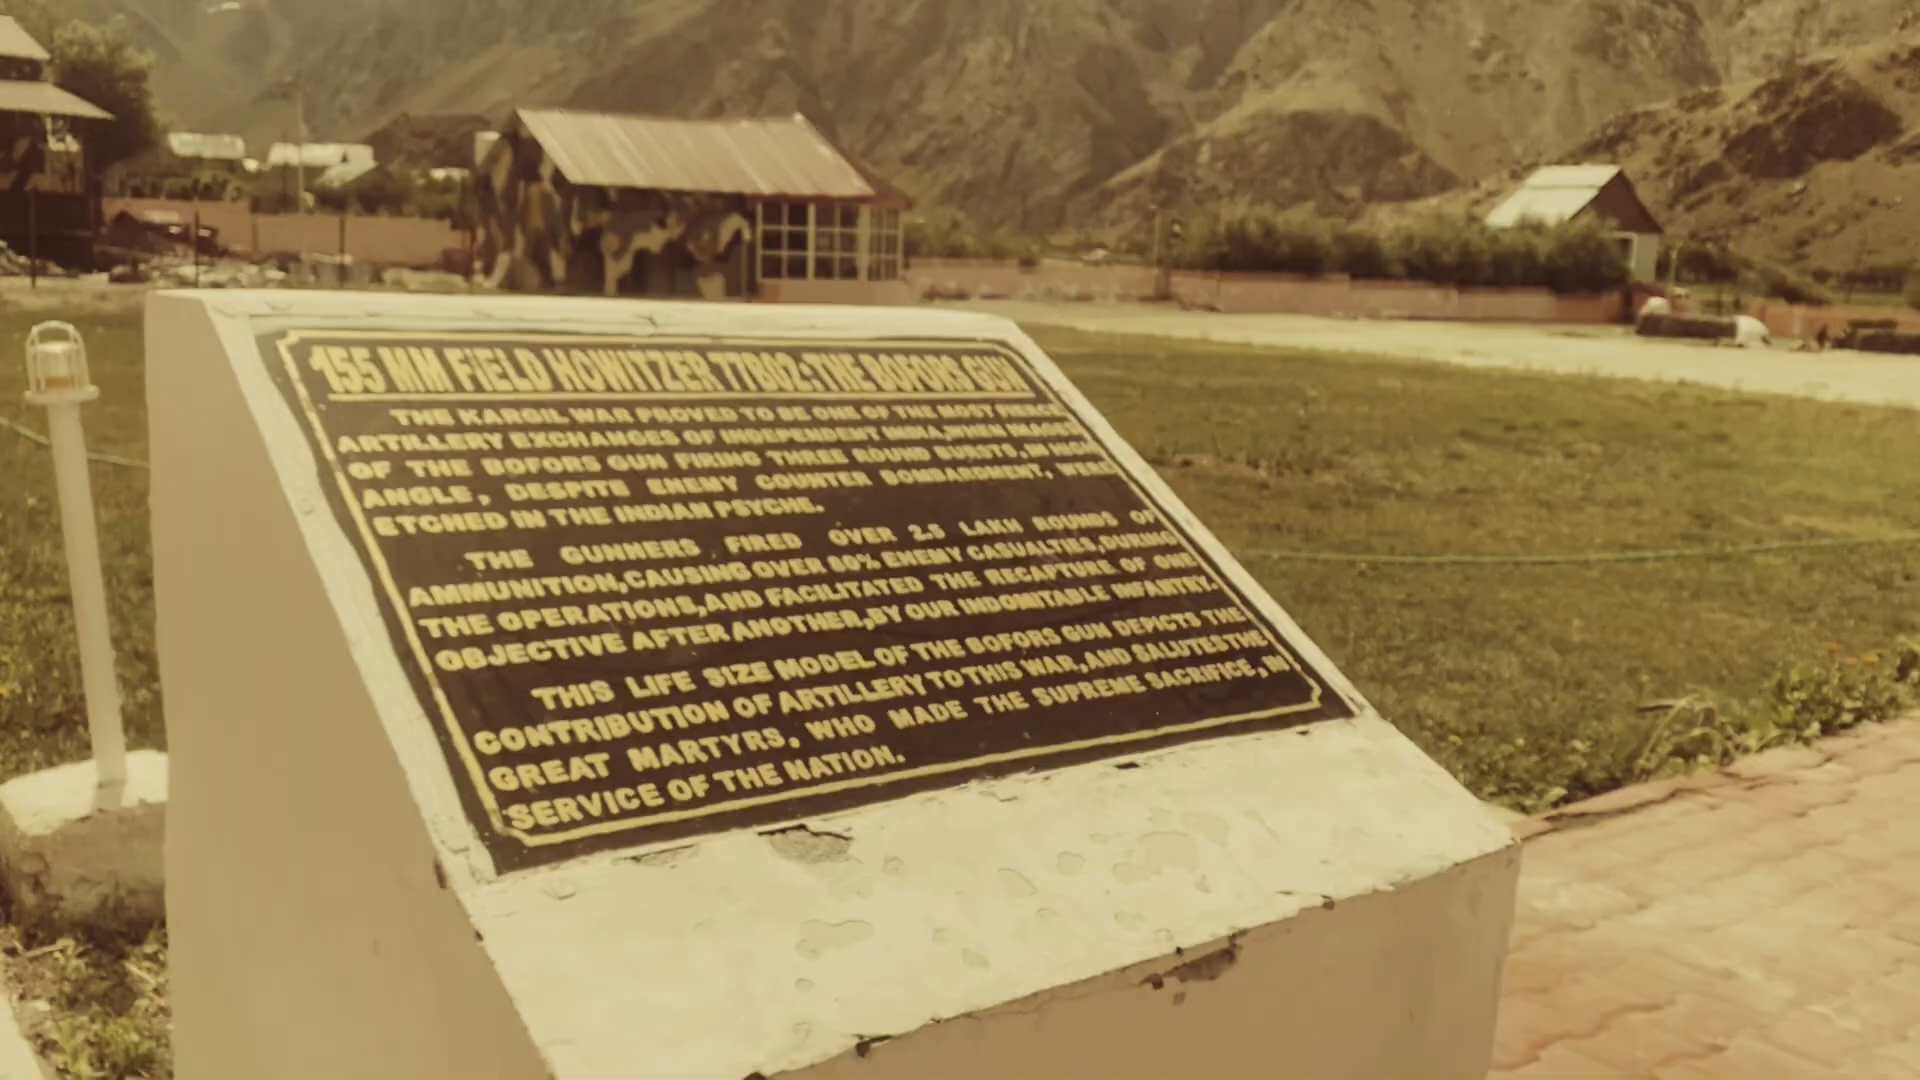 155 MM FIELD HOWITZER 77B02:THE BOFORS GUN
THE KARGIL WAR PROVED TO BE ONE OF THE MOST FIERCE
ARTILLERY EXCHANGES OF INDEPENDENT INDIA,WHEN IMAGES
OF THE BOFORS GUN FIRING THREE ROUND BURSTS, IN HIGH
ANGLE, DESPITE ENEMY COUNTER BOMBARDMENT, WERE
ETCHED IN THE INDIAN PSYCHE.
THE GUNNERS FIRED OVER 2.5 LAKH ROUNDS OF
AMMUNITION,CAUSING OVER 80% ENEMY CASUALTIES,DURING
THE OPERATIONS,AND FACILITATED THE RECAPTURE OF ONE
OBJECTIVE AFTER ANOTHER,BY OUR INDOMITABLE INFANTRY.
THIS LIFE SIZE MODEL OF THE BOFORS GUN DEPICTS THE
CONTRIBUTION OF ARTILLERY TO THIS WAR,AND SALUTES THE
GREAT MARTYRS, WHO MADE THE SUPREME SACRIFICE, IN
SERVICE OF THE NATION.